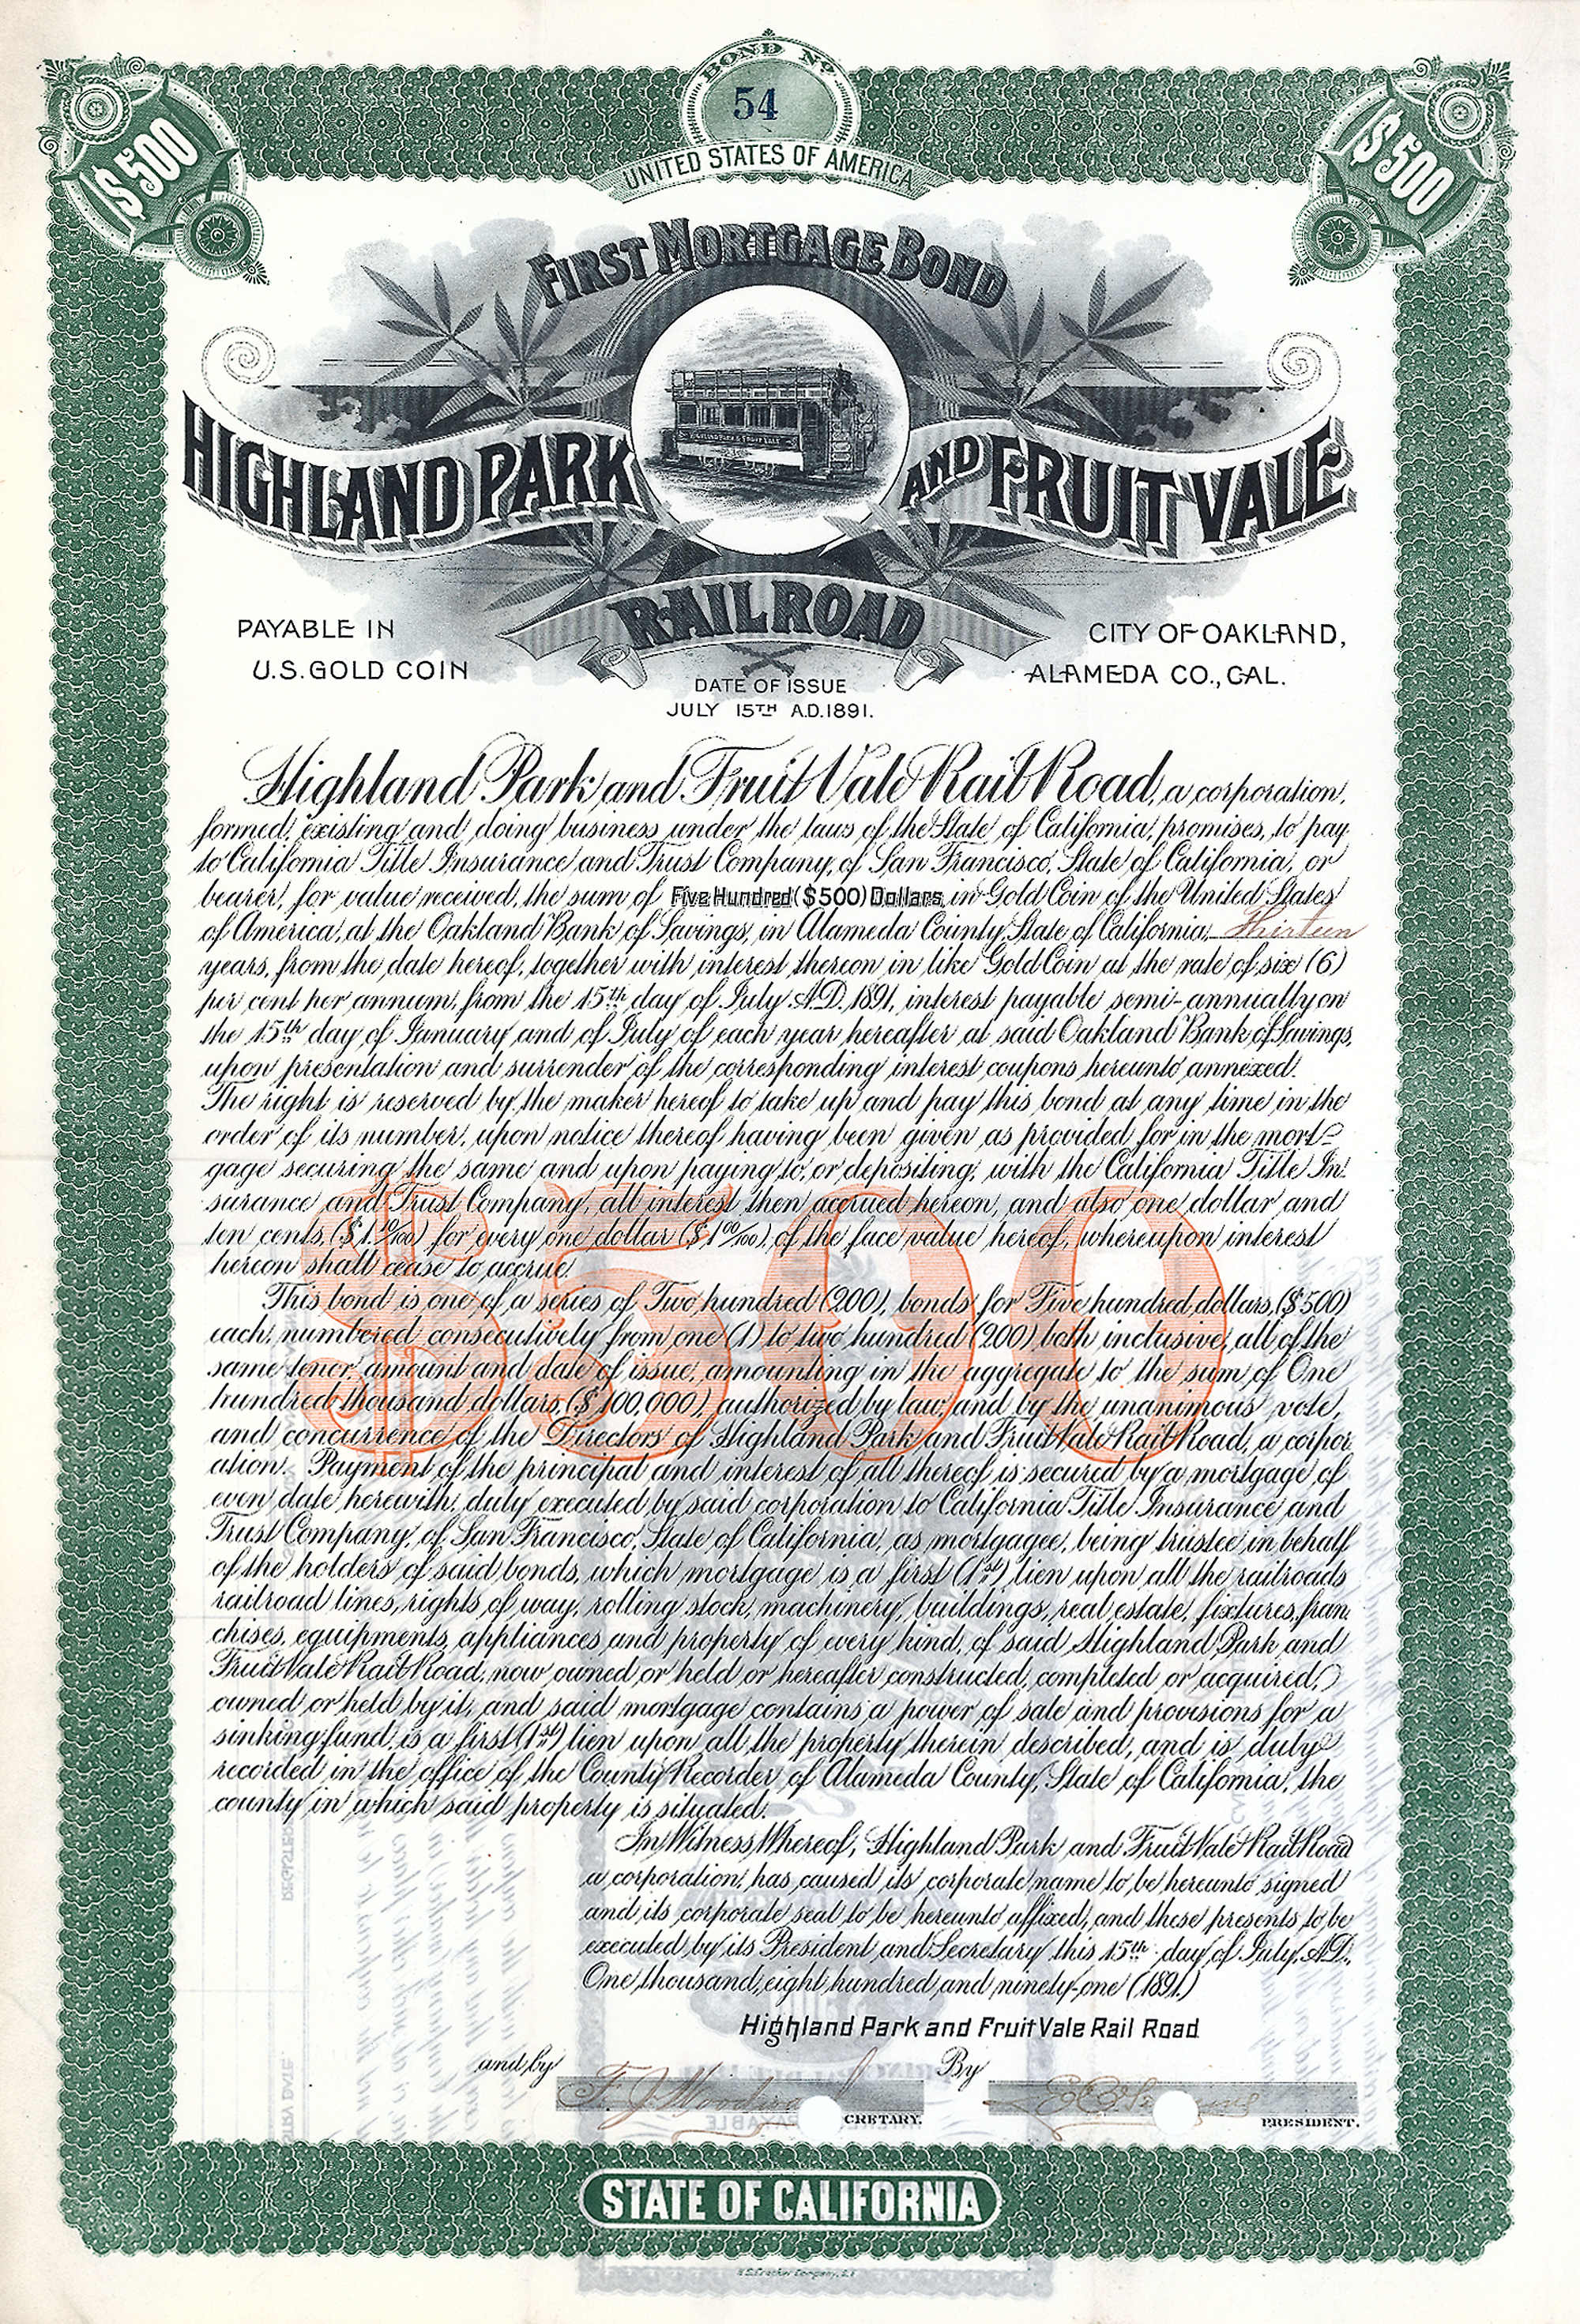 BOND No.
54
$500
$500
UNITED STATES OF AMERICA
FIRST MORTGAGE BOND
HIGHLAND PARK AND FRUIT VALE
HIGHLAND PARK & FRUIT VALE
RAIL ROAD
PAYABLE IN
U.S. GOLD COIN
CITY OF OAKLAND,
ALAMEDA CO., CAL.
DATE OF ISSUE
JULY 15TH A.D. 1891.
Highland Park and Fruit Vale Rail Road, a corporation,
formed, existing and doing business under the laws of the State of California, promises, to pay
to California Title Insurance and Trust Company, of San Francisco, State of California, or
bearer, for value received, the sum of Five Hundred ($500) Dollars, in Gold Coin of the United States
of America, at the Oakland Bank of Savings, in Alameda County, State of California, Thirteen
years, from the date hereof, together with interest thereon in like Gold Coin at the rate of six (6)
per cent per annum, from the 15th day of July A.D. 1891, interest payable semi-annually on
the 15th day of January and of July of each year hereafter at said Oakland Bank of Savings,
upon presentation and surrender of the corresponding interest coupons hereunto annexed.
The right is reserved by the maker hereof to take up and pay this bond at any time in the
order of its number, upon notice thereof having been given as provided for in the mort-
gage securing the same and upon paying to, or depositing, with the California Title In-
surance and Trust Company, all interest then accrued hereon, and also one dollar and
ten cents, ($1.10/100) for every one dollar ($1 00/100), of the face value hereof, whereupon interest
hereon shall cease to accrue.
$500
This bond is one of a series of Two hundred (200), bonds for Five hundred dollars, ($500)
each, numbered consecutively from one (1) to two hundred (200) both inclusive, all of the
same tenor, amount and date of issue, amounting in the aggregate to the sum of One
hundred thousand dollars, ($100,000), authorized by law, and by the unanimous vote,
and concurrence of the Directors of Highland Park and Fruit Vale Rail Road, a corpor
ation. Payment of the principal and interest of all thereof is secured by a mortgage of
even date herewith, duly executed by said corporation to California Title Insurance and
Trust Company, of San Francisco, State of California, as mortgagee, being trustee in behalf
of the holders of said bonds, which mortgage is a first (1st) lien upon all the railroads
railroad lines, rights of way, rolling stock, machinery, buildings, real estate, fixtures, fran
chises, equipments, appliances and property of every kind, of said Highland Park and
Fruit Vale Rail Road, now owned or held or hereafter constructed, completed or acquired,
owned or held by it, and said mortgage contains a power of sale and provisions for a
sinking fund, is a first (1st) lien upon all the property therein described, and is duly
recorded in the office of the County Recorder of Alameda County, State of California, the
county in which said property is situated.
In Witness Whereof, Highland Park and Fruit Vale Rail Road
a corporation, has caused its corporate name to be hereunto signed
and its corporate seal to be hereunto affixed, and these presents to be
executed by its President and Secretary this 15th day of July, A.D.,
One thousand, eight hundred and ninety-one (1891.)
Highland Park and Fruit Vale Rail Road
and by F. J. By
CRETARY. PRESIDENT.
STATE OF CALIFORNIA
H.S. Crocker Company, S.F.